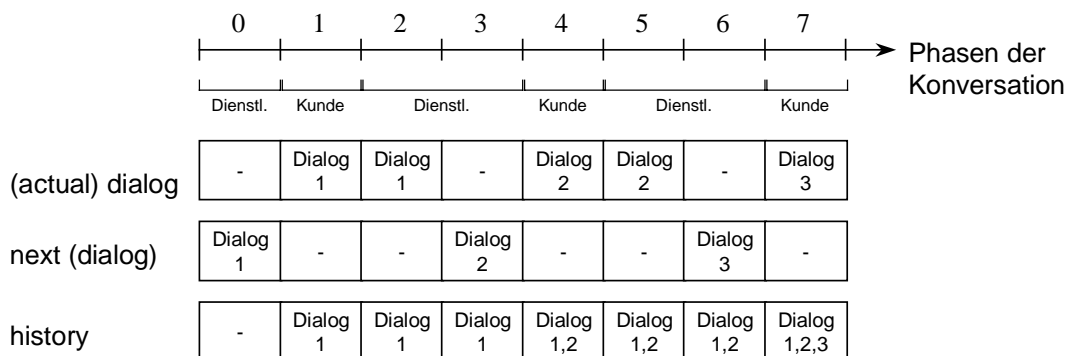 0 1 2 3 4 5 6 7
Phasen der
Konversation
Dienstl. Kunde Dienstl. Kunde Dienstl. Kunde
(actual) dialog
- Dialog 1 Dialog 1 - Dialog 2 Dialog 2 - Dialog 3
next (dialog)
Dialog 1 - - Dialog 2 - - Dialog 3 -
history
- Dialog 1 Dialog 1 Dialog 1 Dialog 1,2 Dialog 1,2 Dialog 1,2 Dialog 1,2,3